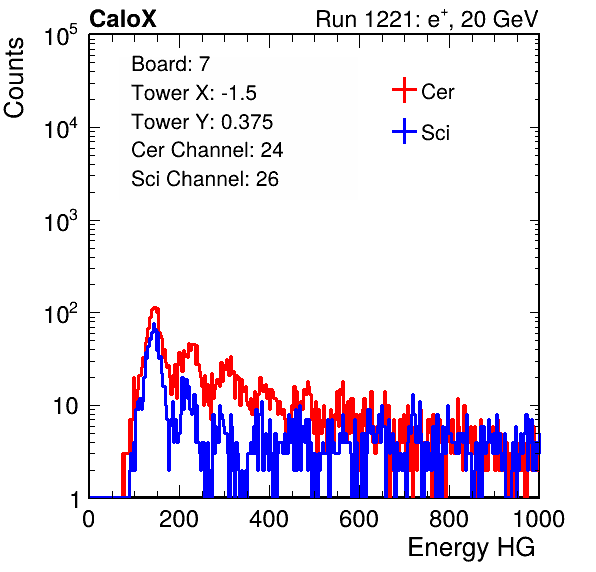 CaloX Run 1221: e+, 20 GeV
Counts
Board: 7
Tower X: -1.5
Tower Y: 0.375
Cer Channel: 24
Sci Channel: 26
Cer
Sci
10^5
10^4
10^3
10^2
10
1
0 200 400 600 800 1000
Energy HG